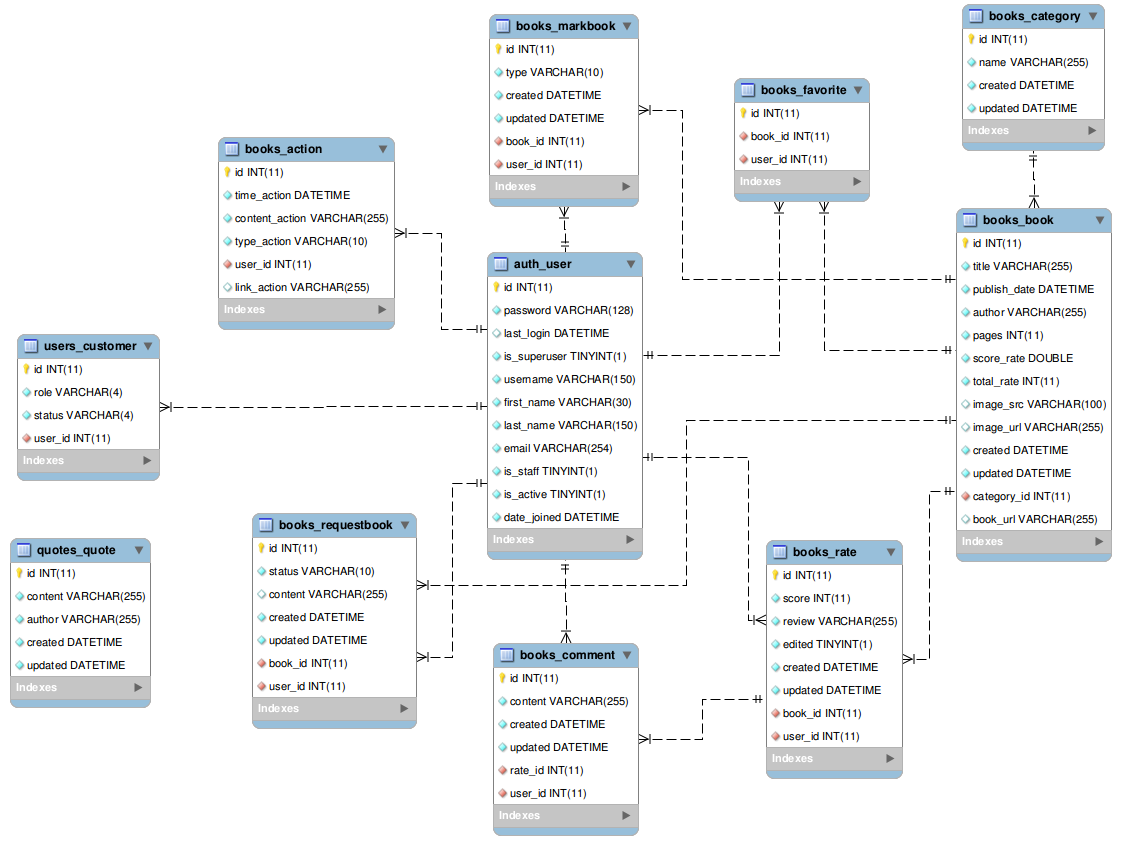 books_markbook
id INT(11)
type VARCHAR(10)
created DATETIME
updated DATETIME
book_id INT(11)
user_id INT(11)
Indexes
books_category
id INT(11)
name VARCHAR(255)
created DATETIME
updated DATETIME
Indexes
books_favorite
id INT(11)
book_id INT(11)
user_id INT(11)
Indexes
books_action
id INT(11)
time_action DATETIME
content_action VARCHAR(255)
type_action VARCHAR(10)
user_id INT(11)
link_action VARCHAR(255)
Indexes
books_book
id INT(11)
title VARCHAR(255)
publish_date DATETIME
author VARCHAR(255)
pages INT(11)
score_rate DOUBLE
total_rate INT(11)
image_src VARCHAR(100)
image_url VARCHAR(255)
created DATETIME
updated DATETIME
category_id INT(11)
book_url VARCHAR(255)
Indexes
auth_user
id INT(11)
password VARCHAR(128)
last_login DATETIME
is_superuser TINYINT(1)
username VARCHAR(150)
first_name VARCHAR(30)
last_name VARCHAR(150)
email VARCHAR(254)
is_staff TINYINT(1)
is_active TINYINT(1)
date_joined DATETIME
Indexes
users_customer
id INT(11)
role VARCHAR(4)
status VARCHAR(4)
user_id INT(11)
Indexes
quotes_quote
id INT(11)
content VARCHAR(255)
author VARCHAR(255)
created DATETIME
updated DATETIME
Indexes
books_requestbook
id INT(11)
status VARCHAR(10)
content VARCHAR(255)
created DATETIME
updated DATETIME
book_id INT(11)
user_id INT(11)
Indexes
books_rate
id INT(11)
score INT(11)
review VARCHAR(255)
edited TINYINT(1)
created DATETIME
updated DATETIME
book_id INT(11)
user_id INT(11)
Indexes
books_comment
id INT(11)
content VARCHAR(255)
created DATETIME
updated DATETIME
rate_id INT(11)
user_id INT(11)
Indexes